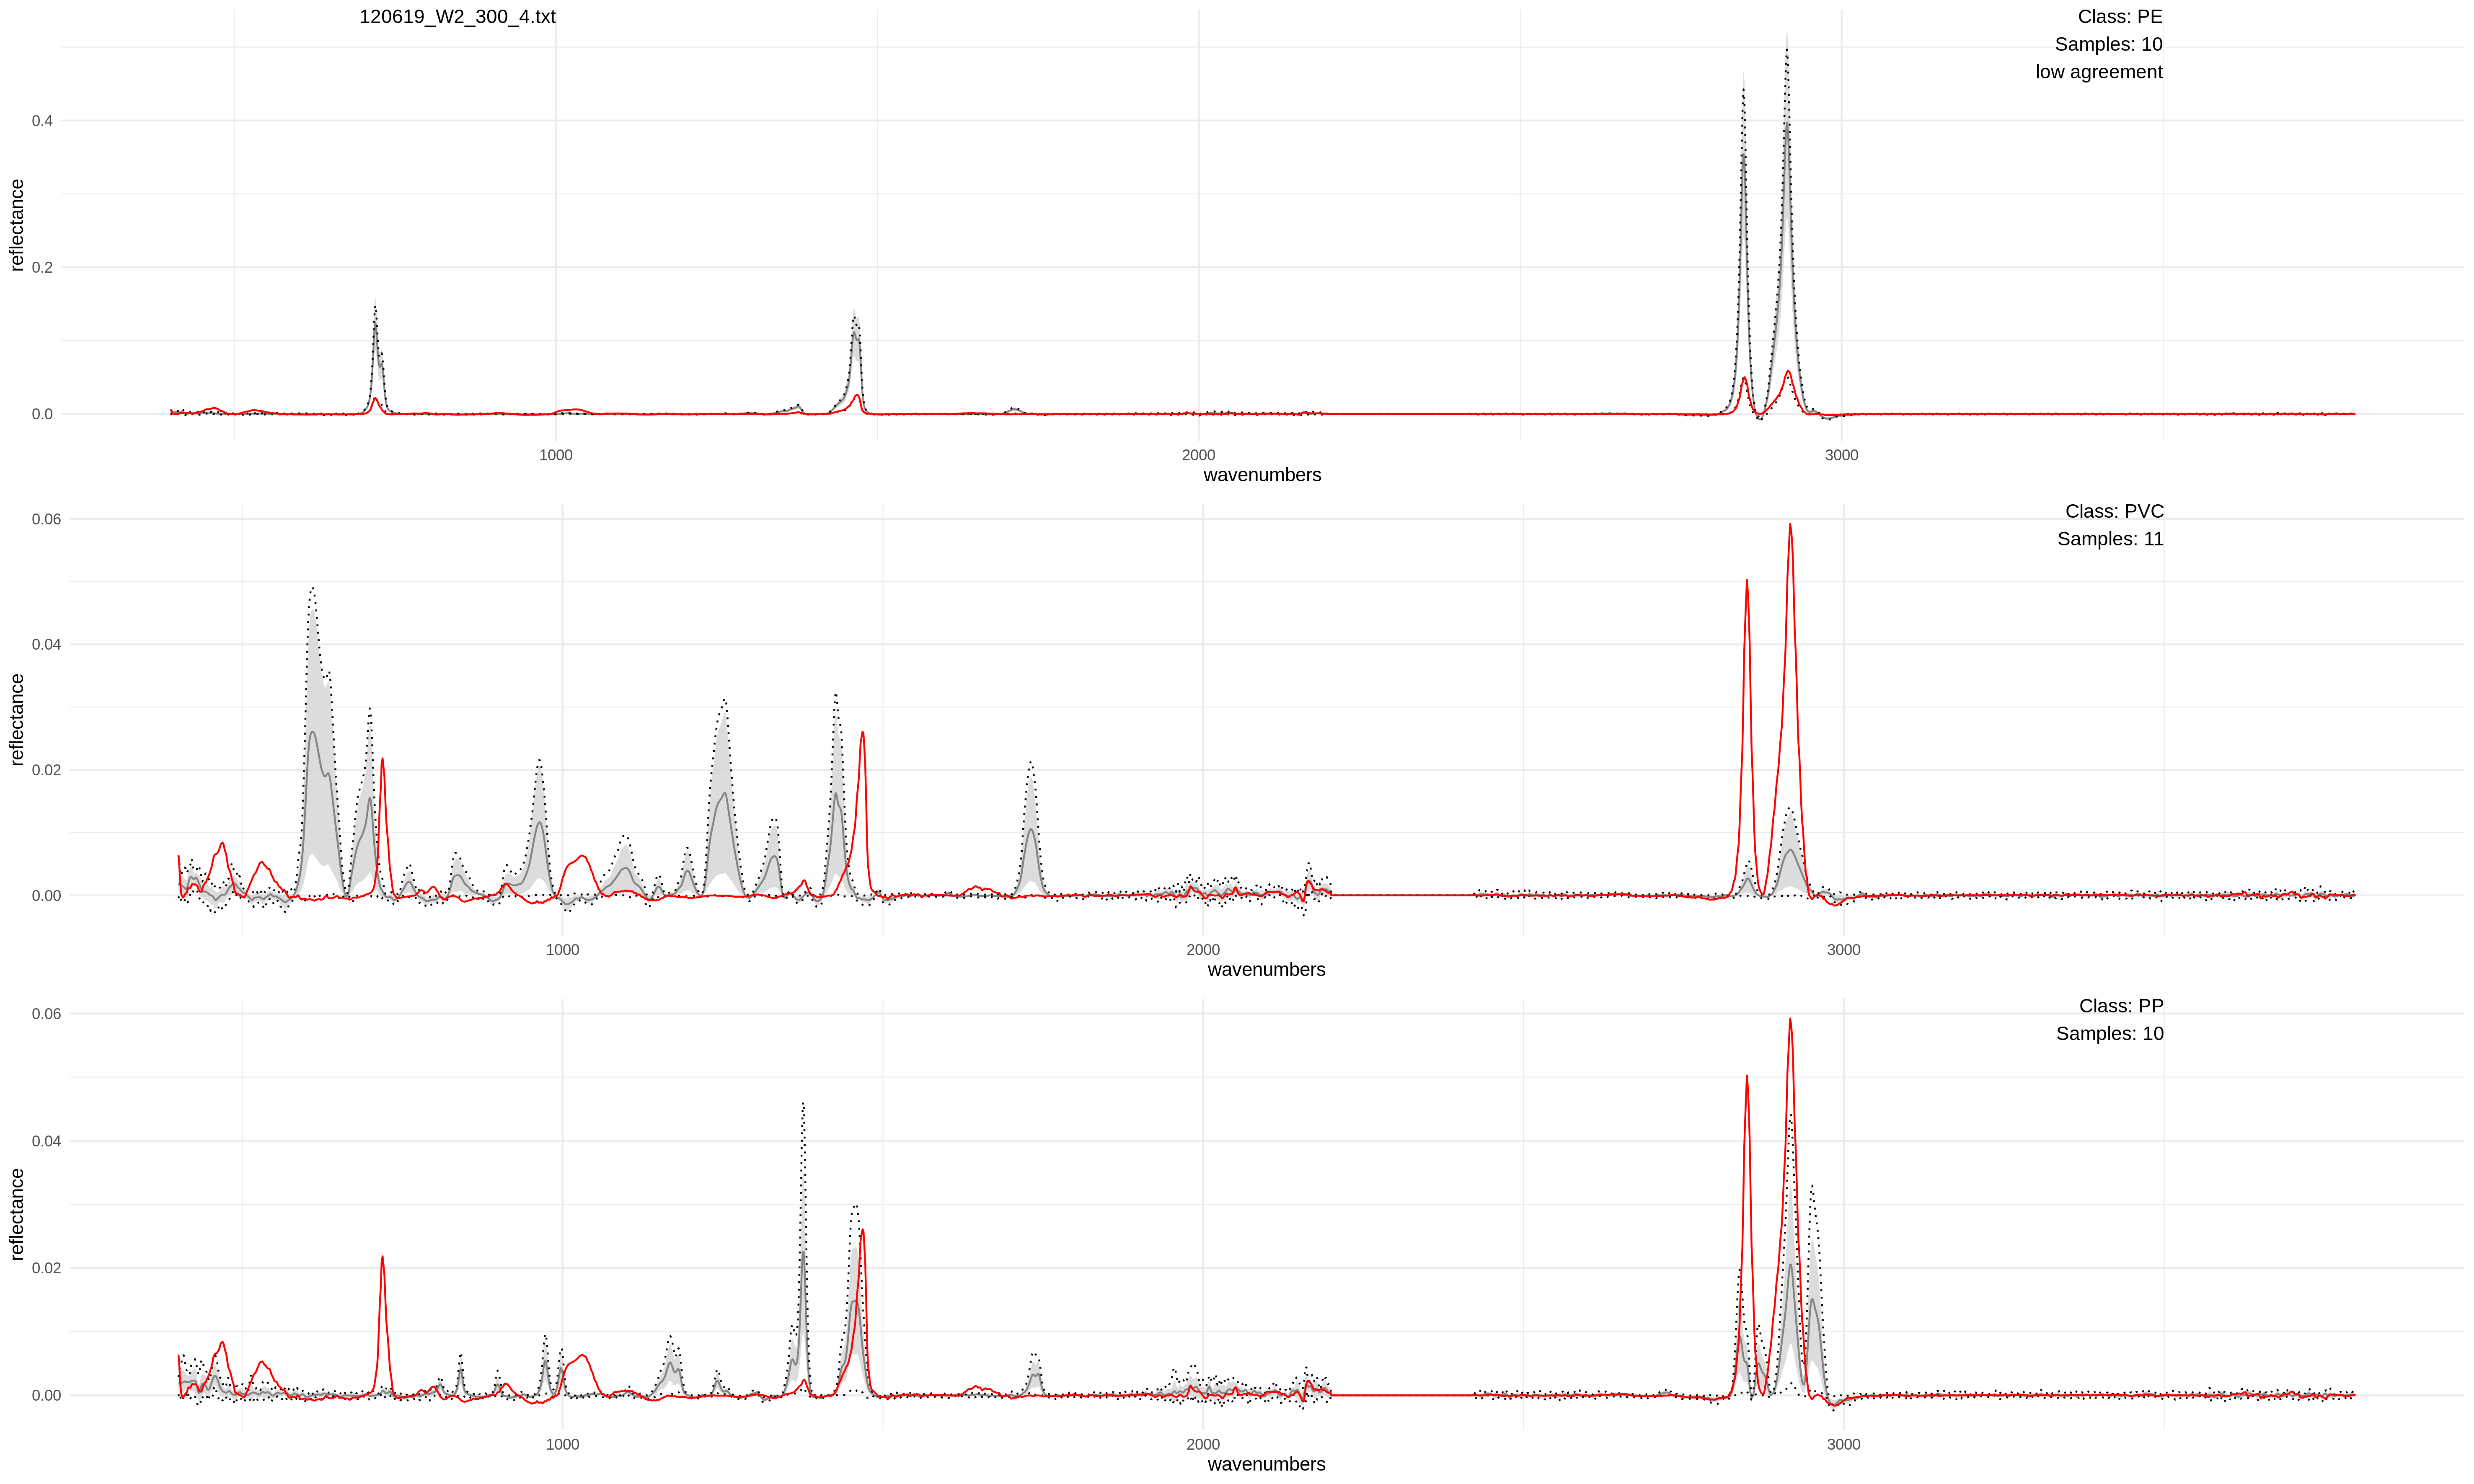 120619_W2_300_4.txt
Class: PE
Samples: 10
low agreement
reflectance
0.4
0.2
0.0
1000 2000 3000
wavenumbers
Class: PVC
Samples: 11
reflectance
0.06
0.04
0.02
0.00
1000 2000 3000
wavenumbers
Class: PP
Samples: 10
reflectance
0.06
0.04
0.02
0.00
1000 2000 3000
wavenumbers